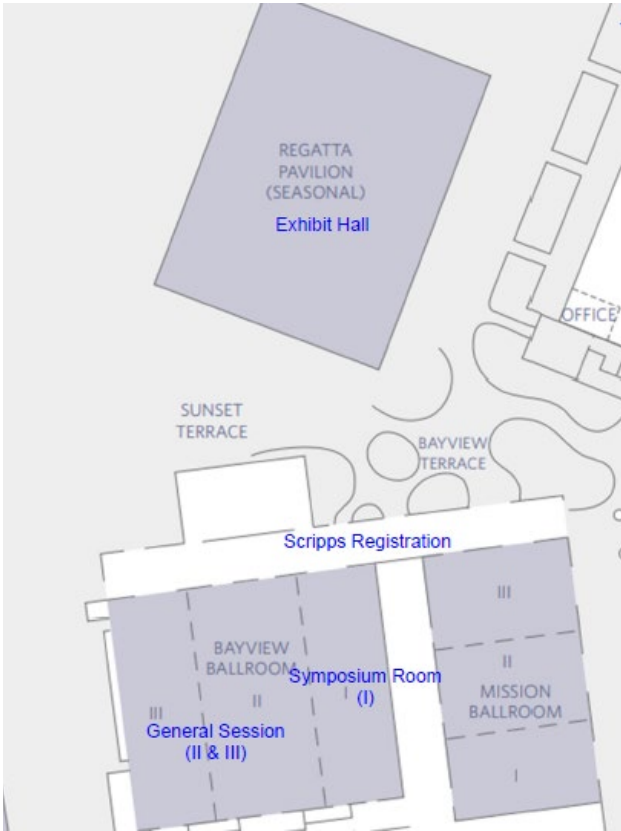 REGATTA
PAVILION
(SEASONAL)
Exhibit Hall
OFFICE
SUNSET
TERRACE
BAYVIEW
TERRACE
Scripps Registration
III
BAYVIEW
BALLROOM
II
Symposium Room
(I)
I
II
MISSION
BALLROOM
III
General Session
(II & III)
I